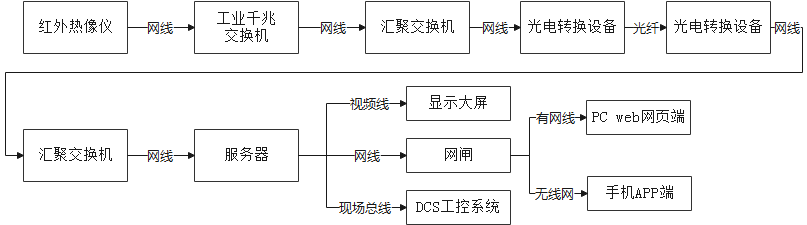 红外热像仪
网线
工业千兆
交换机
网线
汇聚交换机
网线
光电转换设备
光纤
光电转换设备
网线
汇聚交换机
网线
服务器
视频线
显示大屏
网线
网闸
现场总线
DCS工控系统
有网线
PC web网页端
无线网
手机APP端